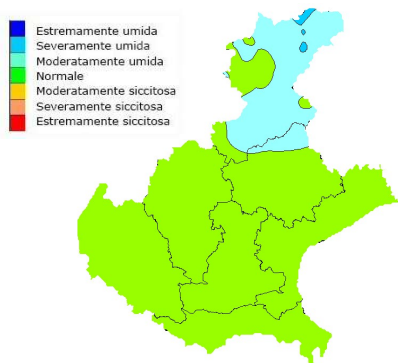 Estremamente umida
Severamente umida
Moderatamente umida
Normale
Moderatamente siccitosa
Severamente siccitosa
Estremamente siccitosa